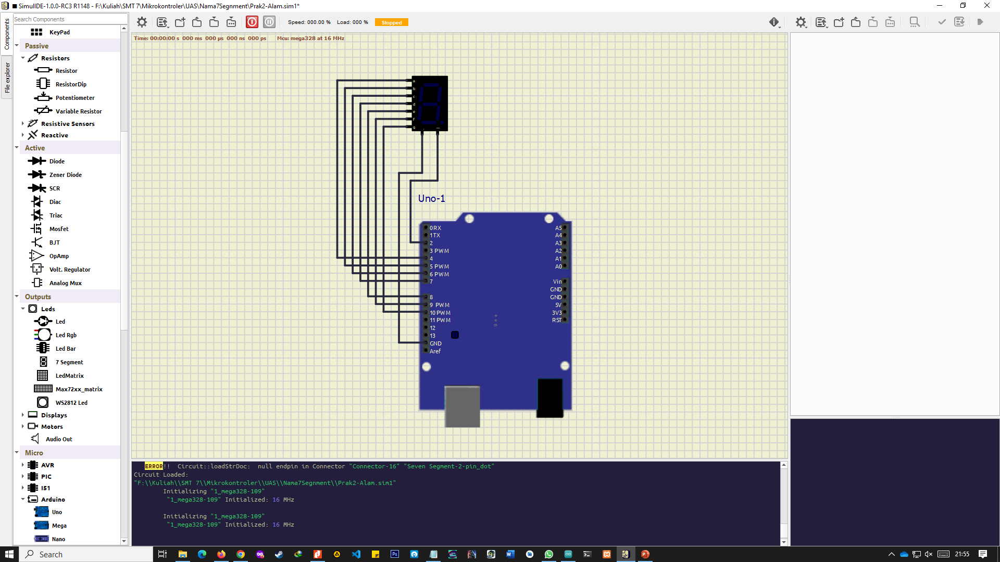 SimulIDE-1.0.0-RC3 R1148 - F:\Kuliah\SMT 7\Mikrokontroler\UAS\Nama7Segnment\Prak2-Alam.sim1*
Components
File explorer
Search Components
KeyPad
Passive
Resistors
Resistor
ResistorDip
Potentiometer
Variable Resistor
Resistive Sensors
Reactive
Active
Diode
Zener Diode
SCR
Diac
Triac
Mosfet
BJT
OpAmp
Volt. Regulator
Analog Mux
Outputs
Leds
Led
Led Rgb
Led Bar
7 Segment
LedMatrix
Max72xx_matrix
WS2812 Led
Displays
Motors
Audio Out
Micro
AVR
PIC
I51
Arduino
Uno
Mega
Nano
Speed: 000.00 % Load: 000 % Stopped
Time: 00:00:00 s 000 ms 000 µs 000 ns 000 ps Mcu: mega328 at 16 MHz
a
b
c
d
e
f
g
Uno-1
0RX
1TX
2
3 PWM
4
5 PWM
6 PWM
7
8
9 PWM
10PWM
11PWM
12
13
GND
Aref
Uno
A5
A4
A3
A2
A1
A0
Vin
GND
GND
5V
3V3
RST
ERROR!! Circuit::loadStrDoc: null endpin in Connector "Connector-16" "Seven Segment-2-pin_dot"
Circuit Loaded:
"F:\\Kuliah\\SMT 7\\Mikrokontroler\\UAS\\Nama7Segnment\\Prak2-Alam.sim1"
Initializing "1_mega328-109"
"1_mega328-109" Initialized: 16 MHz
Initializing "1_mega328-109"
"1_mega328-109" Initialized: 16 MHz
Search
21:55